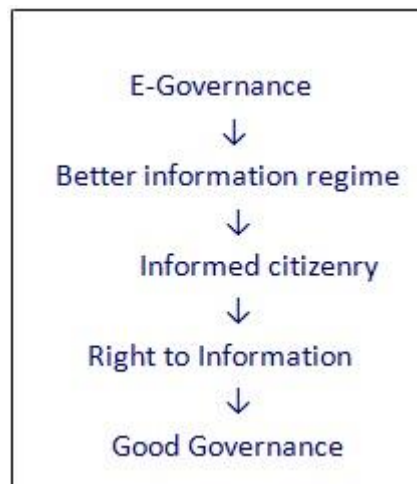 E-Governance
↓
Better information regime
↓
Informed citizenry
↓
Right to Information
↓
Good Governance